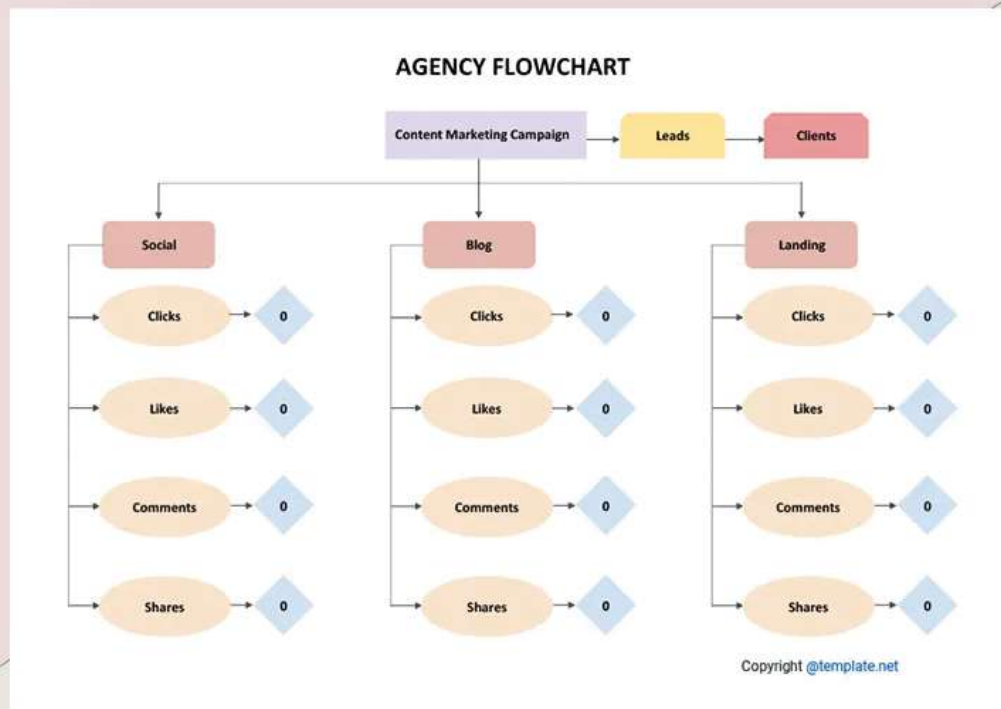 AGENCY FLOWCHART
Content Marketing Campaign
Leads
Clients
Social
Blog
Landing
Clicks
0
Clicks
0
Clicks
0
Likes
0
Likes
0
Likes
0
Comments
0
Comments
0
Comments
0
Shares
0
Shares
0
Shares
0
Copyright @template.net